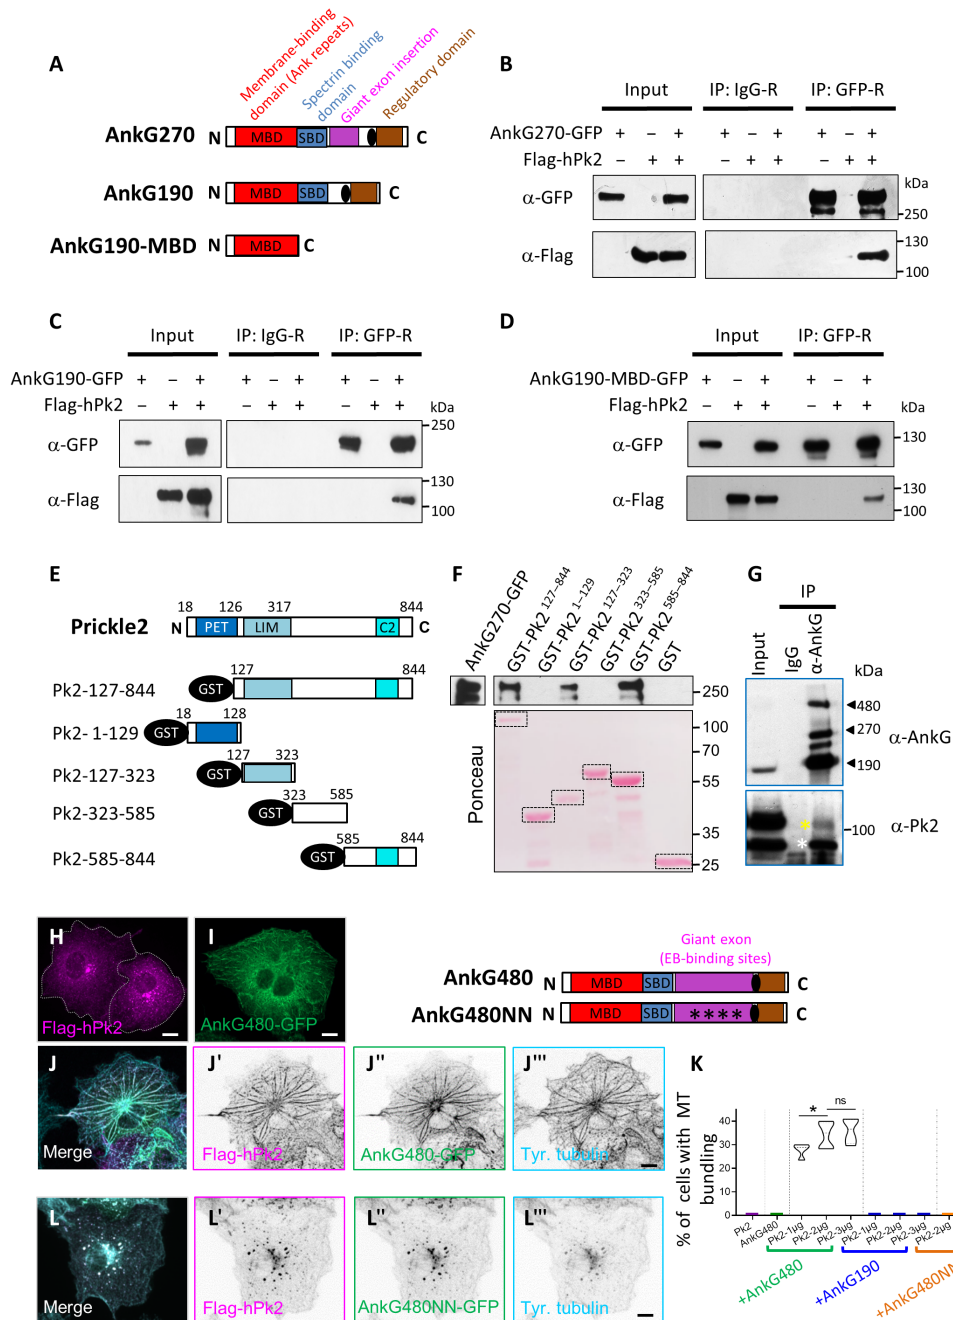 A
Membrane-binding
domain (Ank repeats)
Spectrin binding
domain
Giant exon insertion
Regulatory domain
AnkG270 N MBD SBD C
AnkG190 N MBD SBD C
AnkG190-MBD N MBD C
B
Input IP: IgG-R IP: GFP-R
AnkG270-GFP + – + + – + + – +
Flag-hPk2 – + + – + + – + +
kDa
α-GFP
250
α-Flag
130
100
C
Input IP: IgG-R IP: GFP-R
AnkG190-GFP + – + + – + + – +
Flag-hPk2 – + + – + + – + +
kDa
250
α-GFP
α-Flag
130
100
D
Input IP: GFP-R
AnkG190-MBD-GFP + – + + – +
Flag-hPk2 – + + – + +
kDa
α-GFP
130
α-Flag
130
100
E
18 126 317 844
Prickle2 N PET LIM C2 C
127 844
Pk2-127-844 GST
18 128
Pk2- 1-129 GST
127 323
Pk2-127-323 GST
323 585
Pk2-323-585 GST
585 844
Pk2-585-844 GST
F
AnkG270-GFP
GST-Pk2 127–844
GST-Pk2 1–129
GST-Pk2 127–323
GST-Pk2 323–585
GST-Pk2 585–844
GST
250
100
70
55
35
25
Ponceau
G
IP
Input
IgG
α-AnkG
kDa
480
270
190
α-AnkG
100
α-Pk2
*
*
H
Flag-hPk2
I
AnkG480-GFP
Giant exon
(EB-binding sites)
AnkG480 N MBD SBD C
AnkG480NN N MBD SBD **** C
J
Merge
J'
Flag-hPk2
J''
AnkG480-GFP
J'''
Tyr. tubulin
L
Merge
L'
Flag-hPk2
L''
AnkG480NN-GFP
L'''
Tyr. tubulin
K
% of cells with MT
bundling
40
30
20
10
0
*
ns
Pk2
AnkG480
Pk2-1µg
Pk2-2µg
Pk2-3µg
Pk2-1µg
Pk2-2µg
Pk2-3µg
Pk2-2µg
+AnkG480
+AnkG190
+AnkG480NN